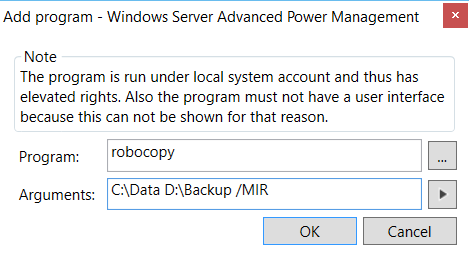 Add program - Windows Server Advanced Power Management
Note
The program is run under local system account and thus has
elevated rights. Also the program must not have a user interface
because this can not be shown for that reason.
Program: robocopy ...
Arguments: C:\Data D:\Backup /MIR
OK Cancel